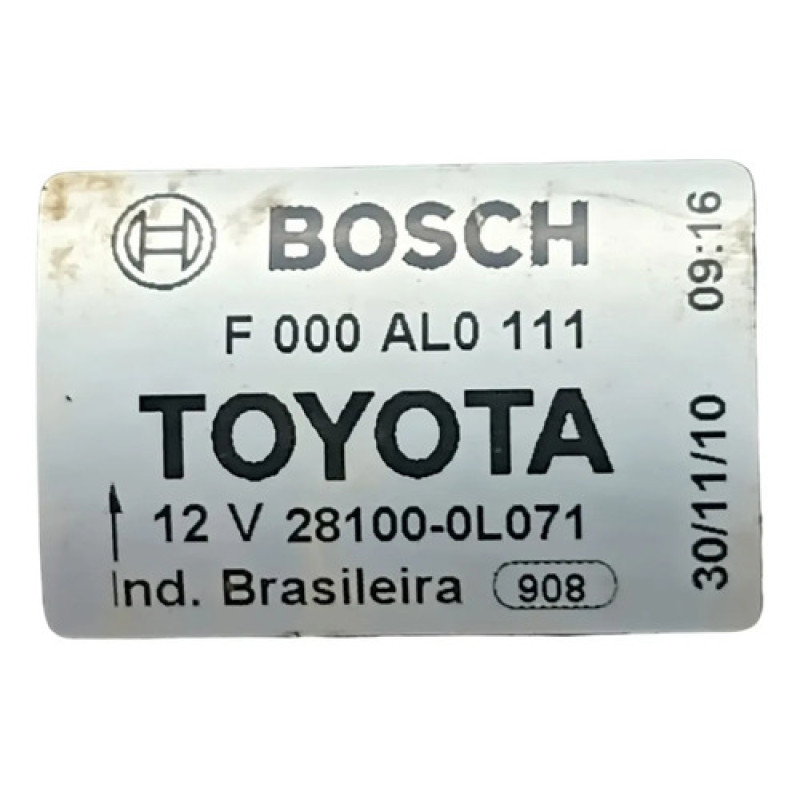 BOSCH
F 000 AL0 111
TOYOTA
12 V 28100-0L071
Ind. Brasileira 908
30/11/10 09:16